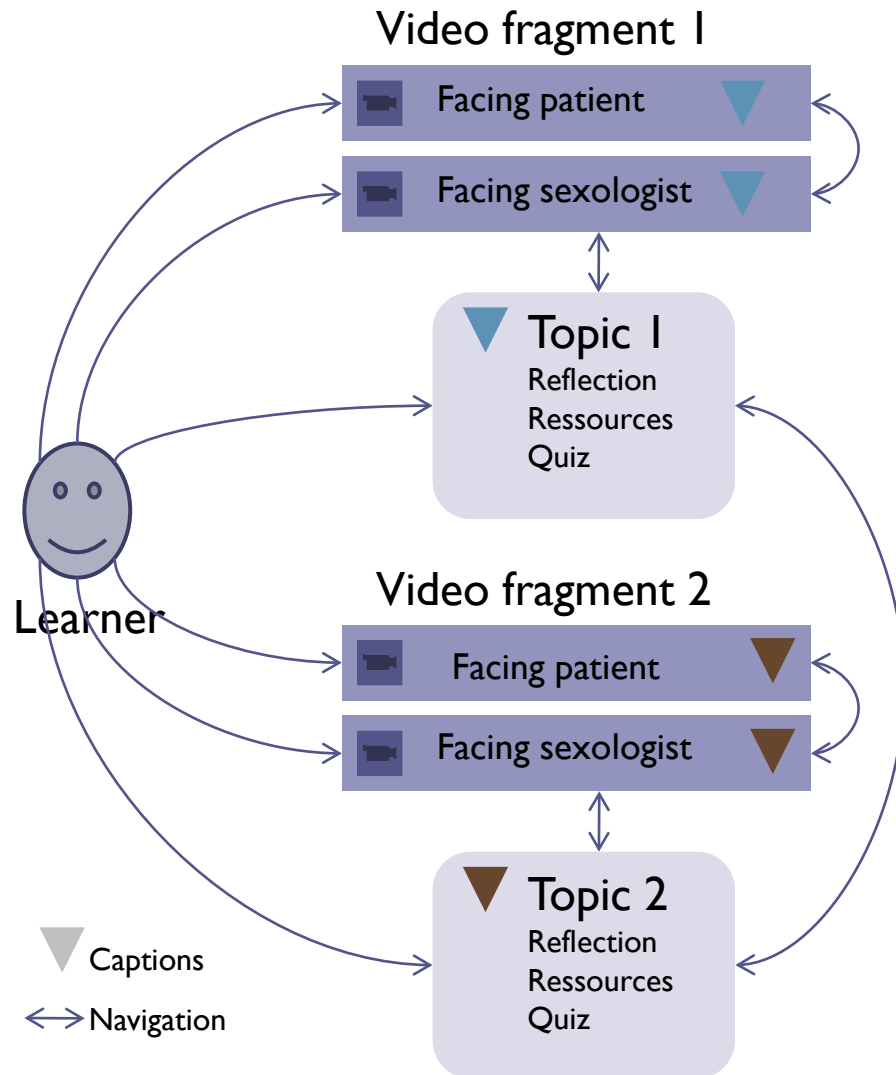 Video fragment 1
Facing patient
Facing sexologist
Topic 1
Reflection
Ressources
Quiz
Learner
Video fragment 2
Facing patient
Facing sexologist
Topic 2
Reflection
Ressources
Quiz
Captions
Navigation